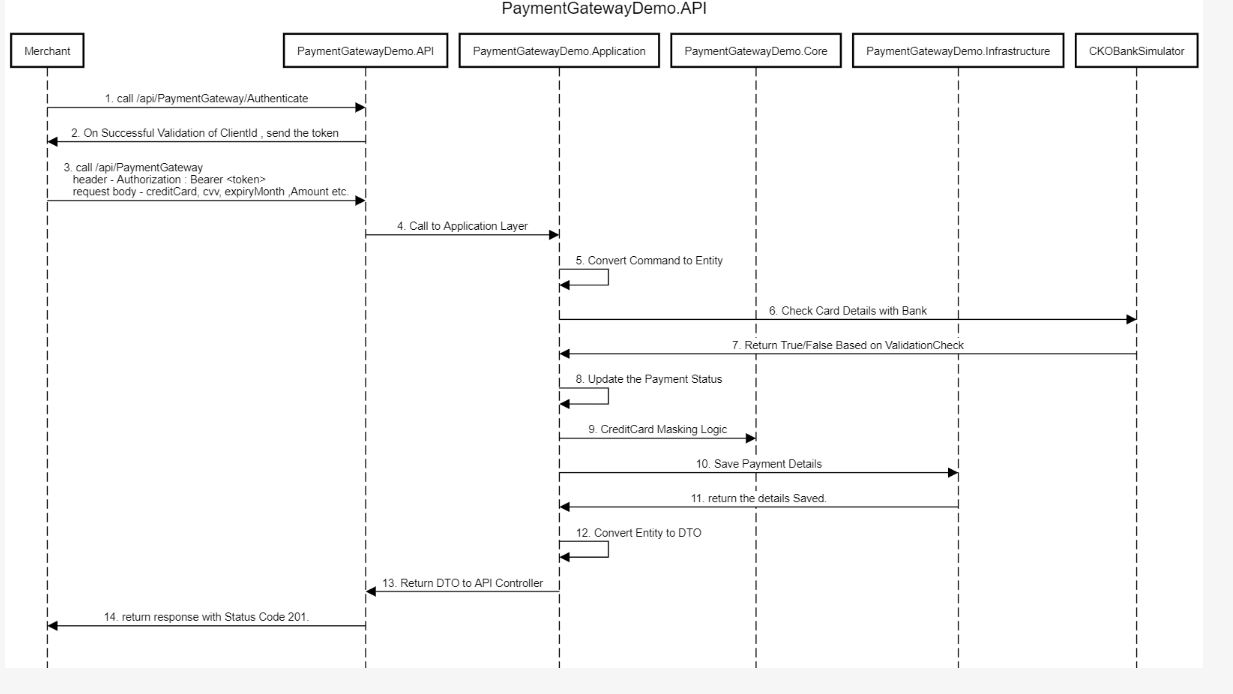 PaymentGatewayDemo.API
Merchant
PaymentGatewayDemo.API
PaymentGatewayDemo.Application
PaymentGatewayDemo.Core
PaymentGatewayDemo.Infrastructure
CKOBankSimulator
1. call /api/PaymentGateway/Authenticate
2. On Successful Validation of ClientId , send the token
3. call /api/PaymentGateway
header - Authorization : Bearer <token>
request body - creditCard, cvv, expiryMonth ,Amount etc.
4. Call to Application Layer
5. Convert Command to Entity
6. Check Card Details with Bank
7. Return True/False Based on ValidationCheck
8. Update the Payment Status
9. CreditCard Masking Logic
10. Save Payment Details
11. return the details Saved.
12. Convert Entity to DTO
13. Return DTO to API Controller
14. return response with Status Code 201.